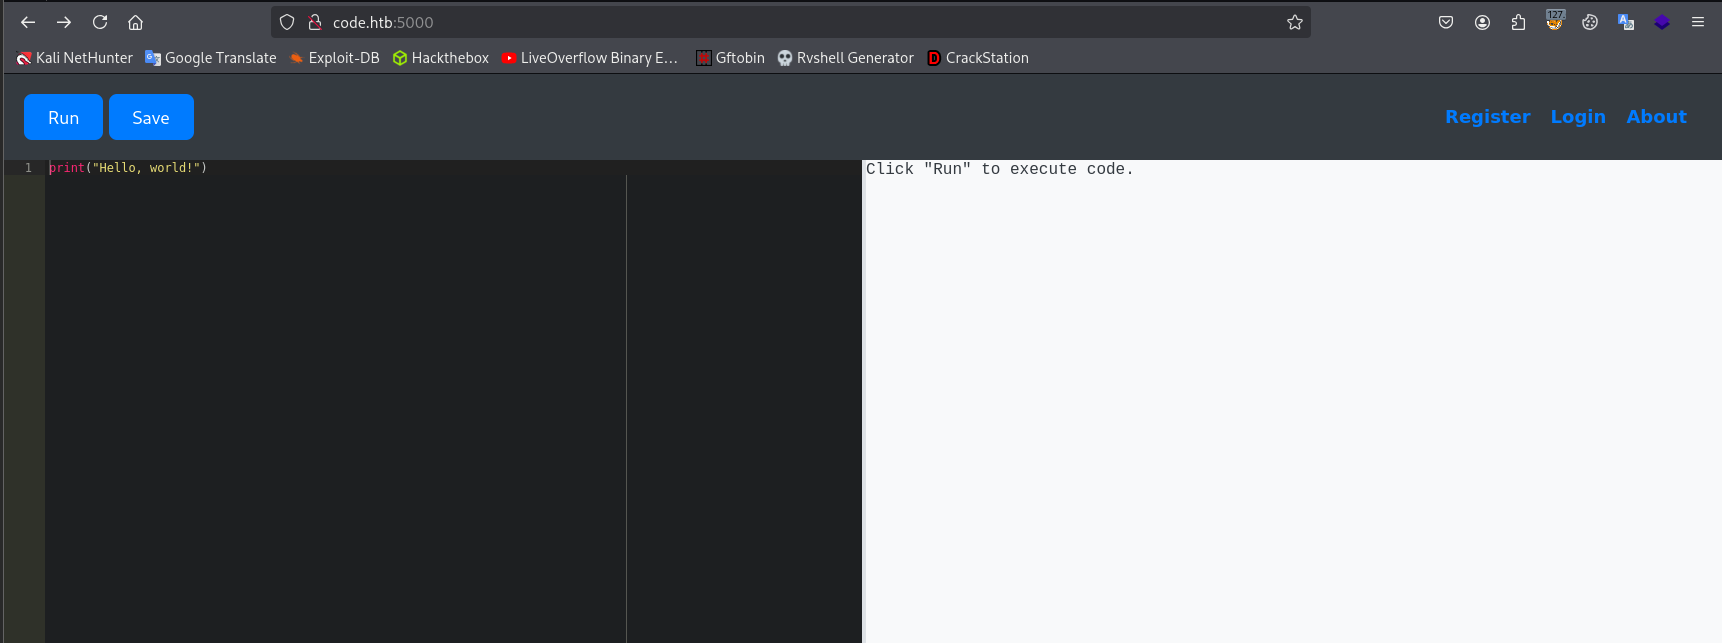 code.htb:5000
127.
Kali NetHunter Google Translate Exploit-DB Hackthebox LiveOverflow Binary E... Gftobin Rvshell Generator CrackStation
Run Save Register Login About
1 print("Hello, world!")
Click "Run" to execute code.